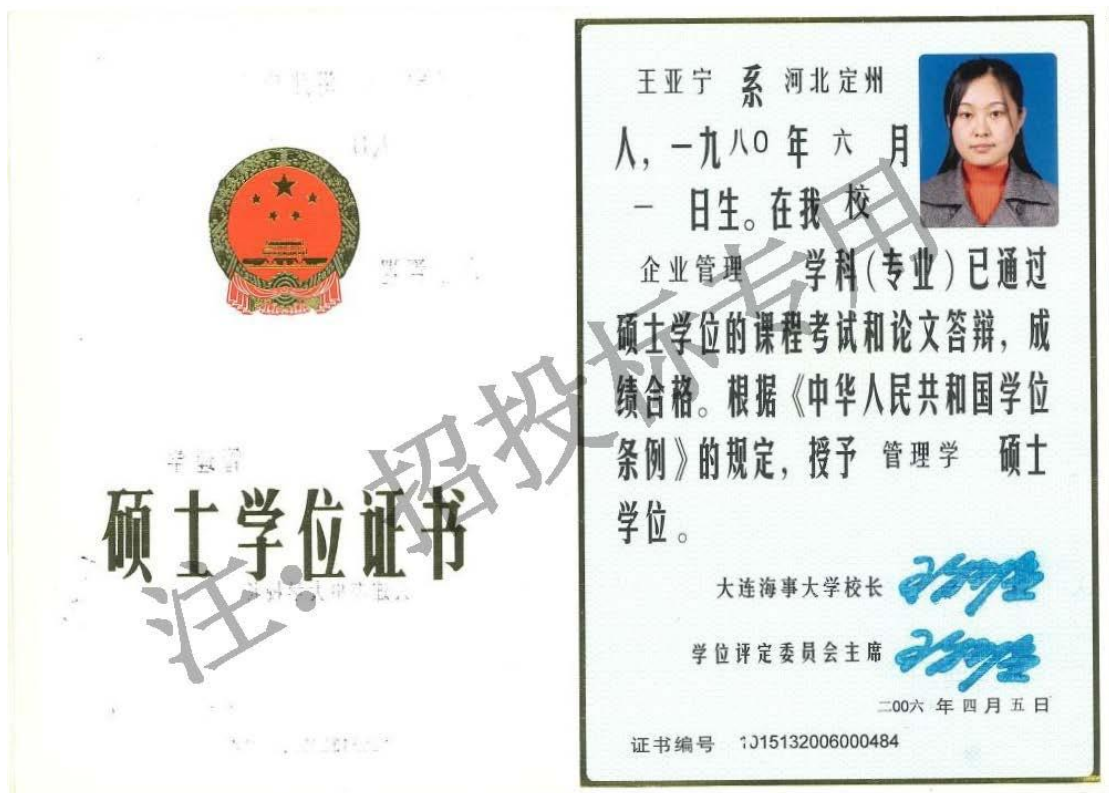 硕士学位证书
王亚宁 系 河北定州
人,一九八〇年 六 月
一 日生。在我 校
企业管理 学科(专业)已通过
硕士学位的课程考试和论文答辩,成
绩合格。根据《中华人民共和国学位
条例》的规定,授予 管理学 硕士
学位。
大连海事大学校长
学位评定委员会主席
二00六 年 四 月 五 日
证书编号 1015132006000484
注:招投标专用